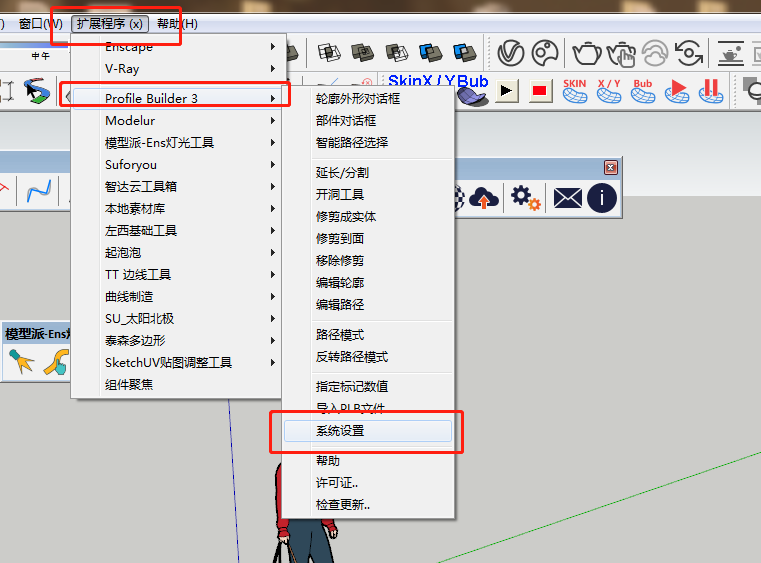 窗口(W) 扩展程序 (x) 帮助(H)
中午
Enscape
V-Ray
Profile Builder 3
Modelur
模型派-Ens灯光工具
Suforyou
智达云工具箱
本地素材库
左西基础工具
起泡泡
TT 边线工具
曲线制造
SU_太阳北极
泰森多边形
SketchUV贴图调整工具
组件聚焦
轮廓外形对话框
部件对话框
智能路径选择
延长/分割
开洞工具
修剪成实体
修剪到面
移除修剪
编辑轮廓
编辑路径
路径模式
反转路径模式
指定标记数值
导入PLB文件
系统设置
帮助
许可证..
检查更新..
SkinX / YBub
SKIN
X / Y
Bub
模型派-Ens